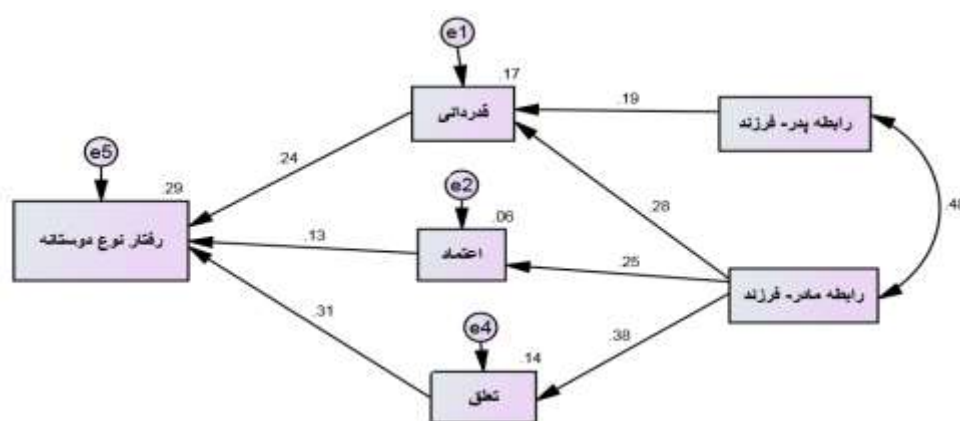 e1
.17
قدردانی
.19
رابطه پدر- فرزند
e5
.24
.29
e2
.06
.28
.48
رفتار نوع دوستانه
.13
اعتماد
.25
رابطه مادر- فرزند
.31
e4
.38
.14
تعلق